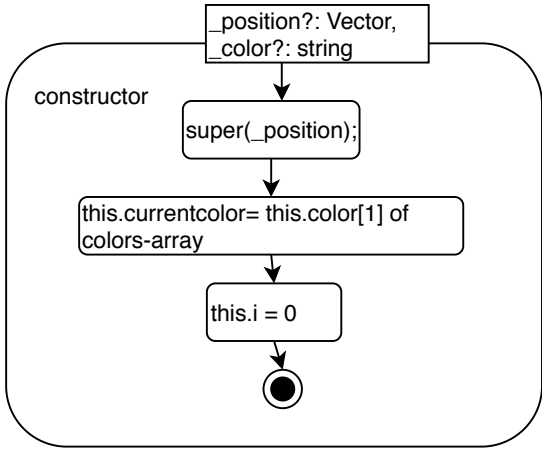 _position?: Vector,
_color?: string
constructor
super(_position);
this.currentcolor= this.color[1] of
colors-array
this.i = 0